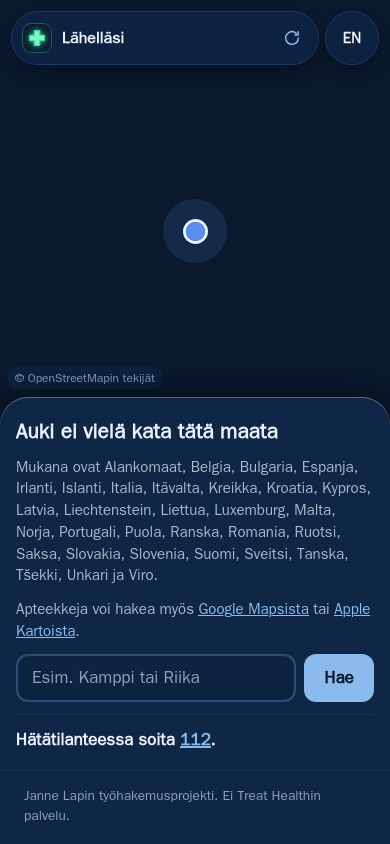 Lähelläsi
EN
© OpenStreetMapin tekijät
Auki ei vielä kata tätä maata
Mukana ovat Alankomaat, Belgia, Bulgaria, Espanja,
Irlanti, Islanti, Italia, Itävalta, Kreikka, Kroatia, Kypros,
Latvia, Liechtenstein, Liettua, Luxemburg, Malta,
Norja, Portugali, Puola, Ranska, Romania, Ruotsi,
Saksa, Slovakia, Slovenia, Suomi, Sveitsi, Tanska,
Tšekki, Unkari ja Viro.
Apteekkeja voi hakea myös Google Mapsista tai Apple
Kartoista.
Esim. Kamppi tai Riika
Hae
Hätätilanteessa soita 112.
Janne Lapin työhakemusprojekti. Ei Treat Healthin
palvelu.